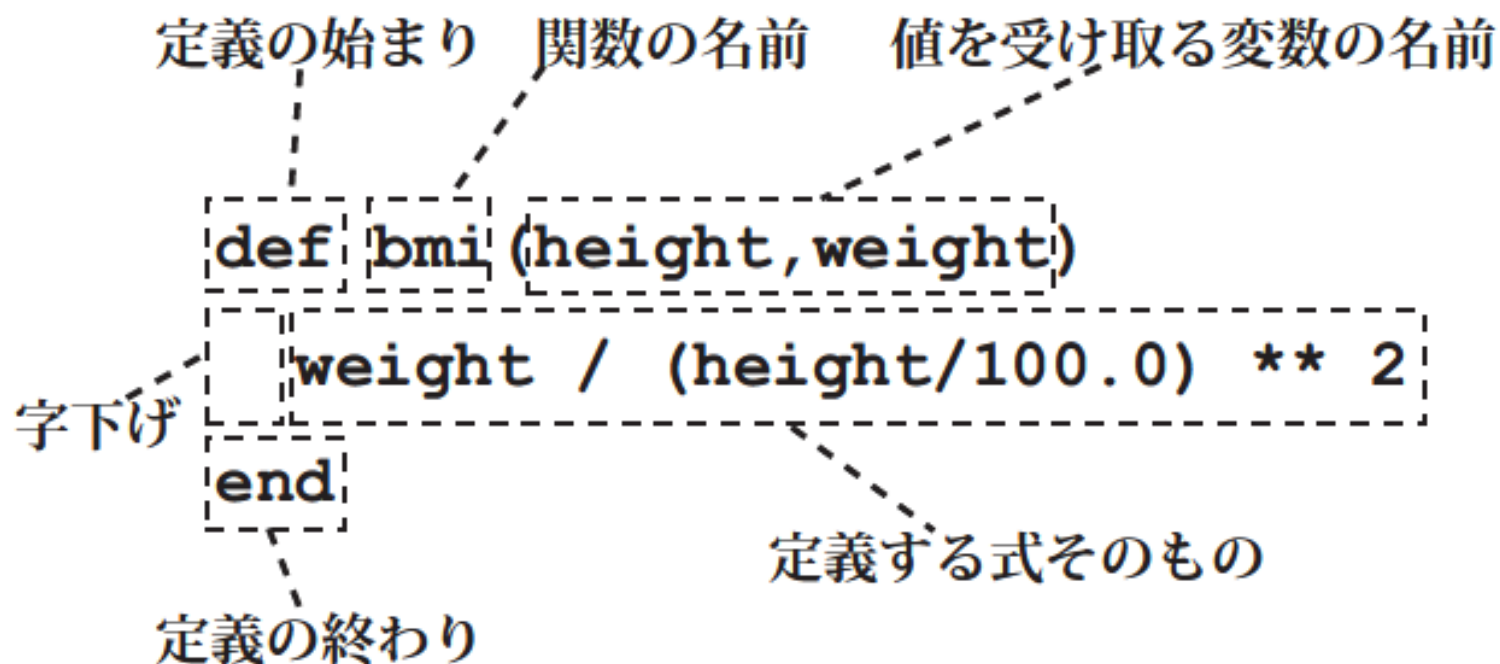 定義の始まり 関数の名前 値を受け取る変数の名前
def bmi (height,weight)
weight / (height/100.0) ** 2
字下げ
end
定義する式そのもの
定義の終わり